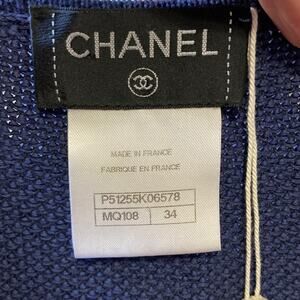 CHANEL
MADE IN FRANCE
FABRIQUE EN FRANCE
P51255K06578
MQ108 34